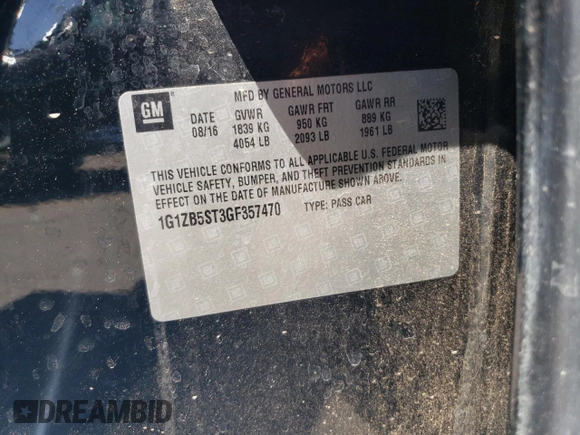 GM
MFD BY GENERAL MOTORS LLC
DATE GVWR GAWR FRT GAWR RR
08/16 1839 KG 950 KG 889 KG
4054 LB 2093 LB 1961 LB
THIS VEHICLE CONFORMS TO ALL APPLICABLE U.S. FEDERAL MOTOR
VEHICLE SAFETY, BUMPER, AND THEFT PREVENTION STANDARDS IN
EFFECT ON THE DATE OF MANUFACTURE SHOWN ABOVE.
1G1ZB5ST3GF357470 TYPE: PASS CAR
DREAMBID